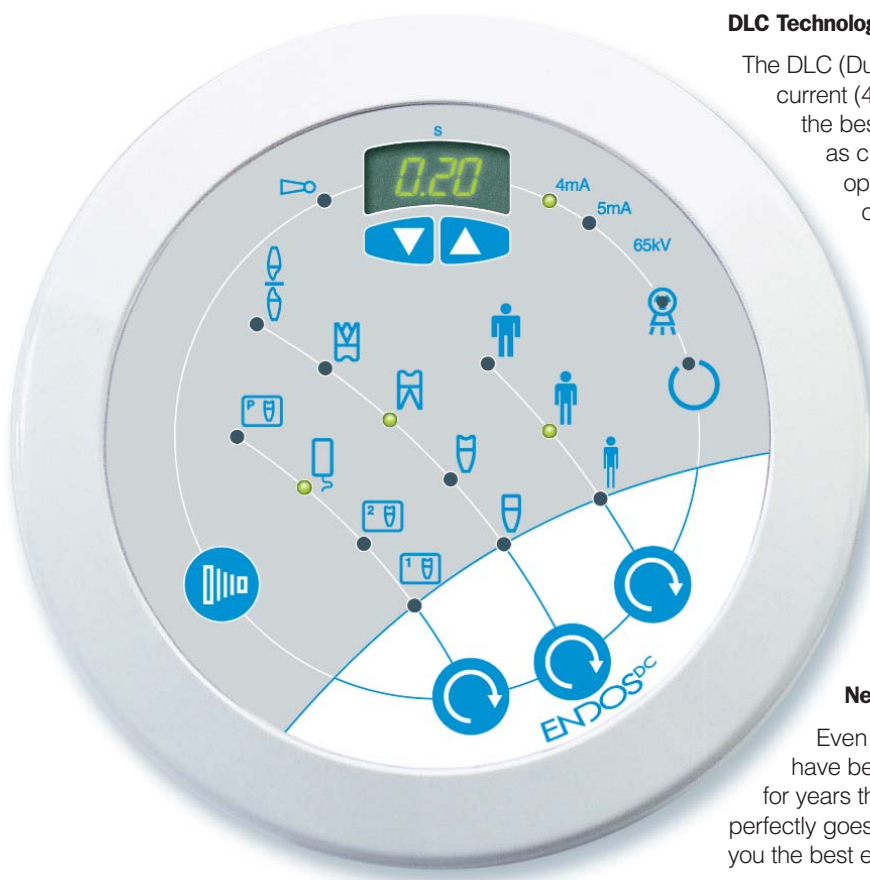 DLC Technolog
The DLC (Du
current (4
the bes
as c
op
s
0.20
4mA
5mA
65kV
P
2
1
ENDOS DC
Ne
Even
have be
for years th
perfectly goes
you the best e